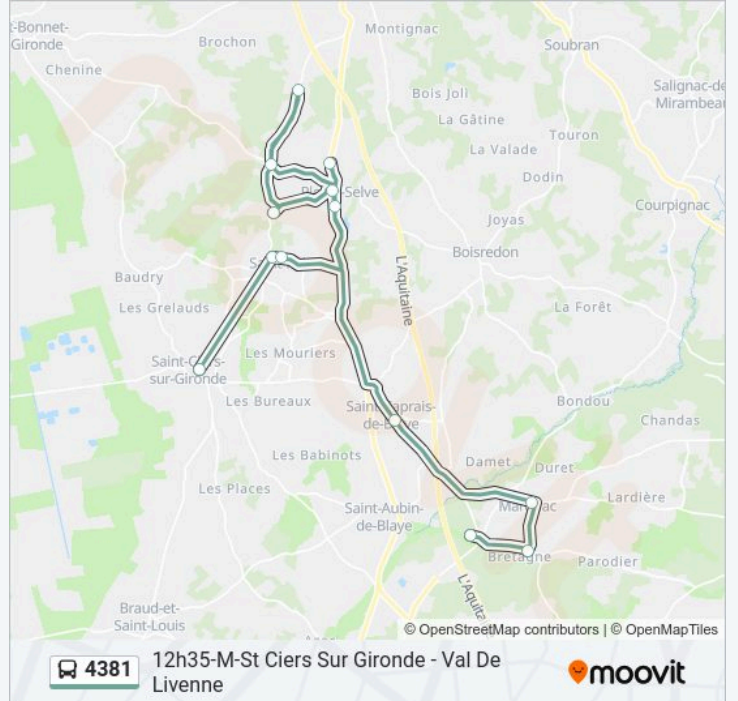 t-Bonnet-
Gironde
Montignac
Brochon
Soubran
Chenine
Bois Joli
Salignac-de
Mirambeau
La Gâtine
Touron
La Valade
Dodin
-Selve
Courpignac
Joyas
Boisredon
L'Aquitaine
Baudry
Les Grelauds
La Forêt
Saint-C rs-
sur-Gironde
Les Mouriers
Les Bureaux
Bondou
Saint-Caprais-
de-Blaye
Chandas
Les Babinots
Damet
Duret
Les Places
Lardière
Saint-Aubin-
de-Blaye
Bretagne
Parodier
L'Aquita
Braud-et-
Saint-Louis
© OpenStreetMap contributors | © OpenMapTiles
4381
12h35-M-St Ciers Sur Gironde - Val De
Livenne
moovit